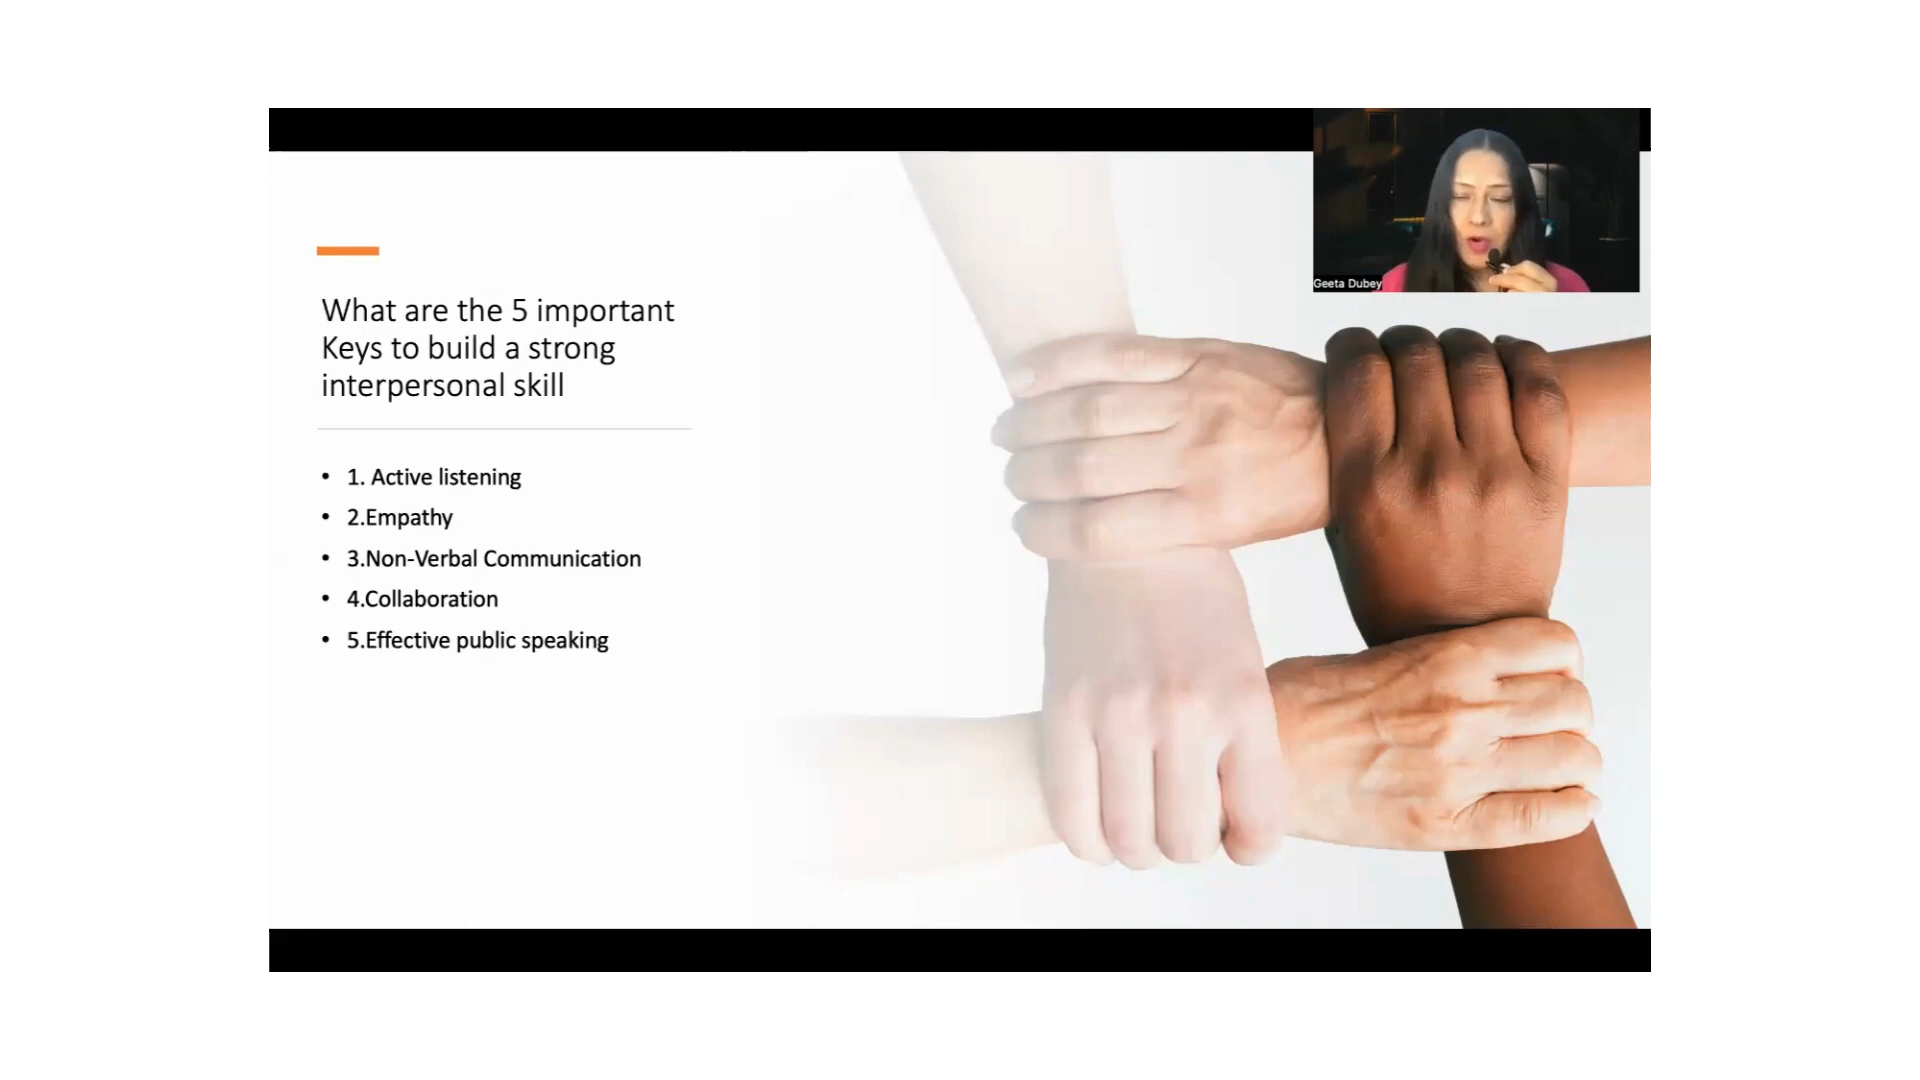 What are the 5 important
Keys to build a strong
interpersonal skill
• 1. Active listening
• 2.Empathy
• 3.Non-Verbal Communication
• 4.Collaboration
• 5.Effective public speaking
Geeta Dubey